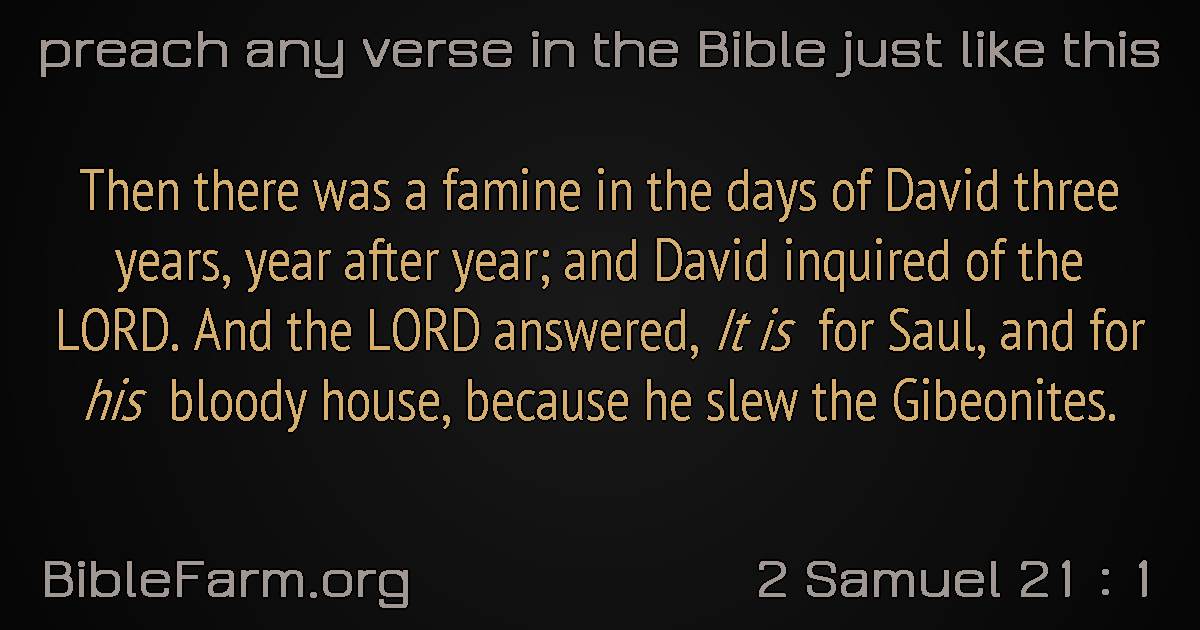 preach any verse in the Bible just like this
Then there was a famine in the days of David three
years, year after year; and David inquired of the
LORD. And the LORD answered, It is for Saul, and for
his bloody house, because he slew the Gibeonites.
BibleFarm.org
2 Samuel 21 : 1